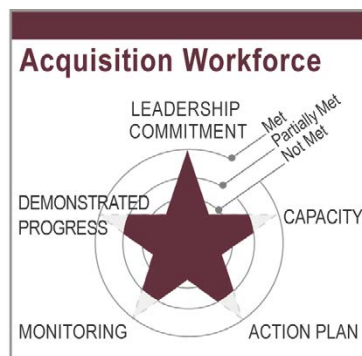 Acquisition Workforce
LEADERSHIP
COMMITMENT
Met
Partially Met
Not Met
DEMONSTRATED
PROGRESS
CAPACITY
MONITORING
ACTION PLAN